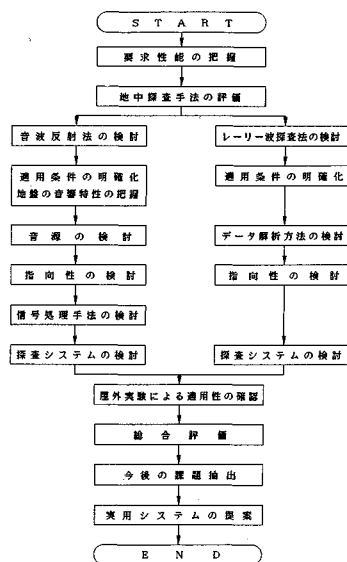 START
要求性能の把握
地中探査手法の評価
音波反射法の検討
適用条件の明確化
地盤の音響特性の把握
音源の検討
指向性の検討
信号処理手法の検討
探査システムの検討
レーリー波探査法の検討
適用条件の明確化
データ解析方法の検討
指向性の検討
探査システムの検討
屋外実験による適用性の確認
総合評価
今後の課題抽出
実用システムの提案
END